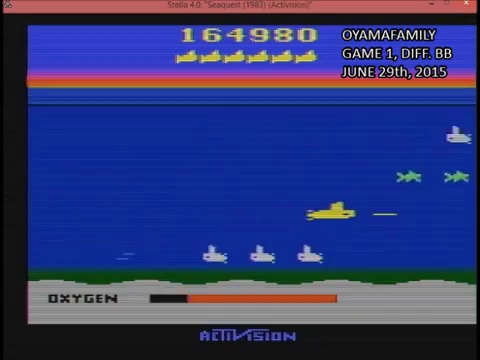 Stella 4.0: "Seaquest (1983) (Activision)"
164980
OYAMAFAMILY
GAME 1, DIFF. BB
JUNE 29th, 2015
OXYGEN
ACTIVISION